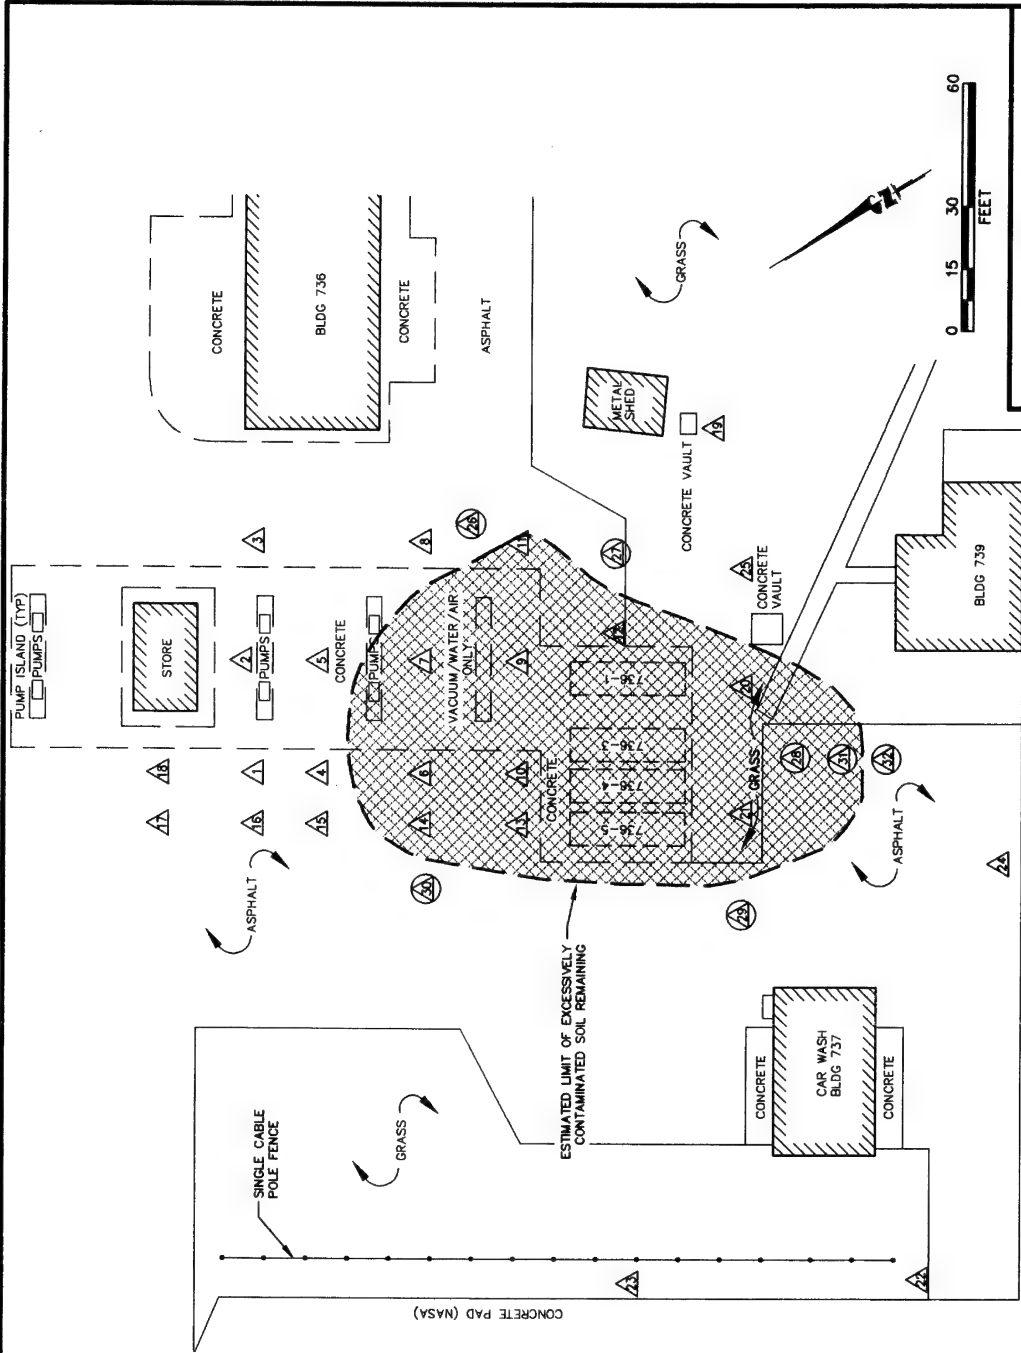 CONCRETE
BLDG 736
CONCRETE
ASPHALT
60
30
15
0
FEET
GRASS
METAL
SHED
19
CONCRETE VAULT
PUMP ISLAND (TYP)
PUMPS
STORE
3
2
PUMPS
5
CONCRETE
PUMPS
8
26
7
VACUUM/WATER/AIR
ONLY
11
9
27
12
25
CONCRETE
VAULT
BLDG 739
736-1
736-3
736-4
736-5
20
GRASS
21
28
31
32
18
1
4
6
10
CONCRETE
17
16
15
14
13
ASPHALT
30
29
ASPHALT
24
ESTIMATED LIMIT OF EXCESSIVELY
CONTAMINATED SOIL REMAINING
CONCRETE
CAR WASH
BLDG 737
CONCRETE
SINGLE CABLE
POLE FENCE
GRASS
23
22
CONCRETE PAD (NASA)